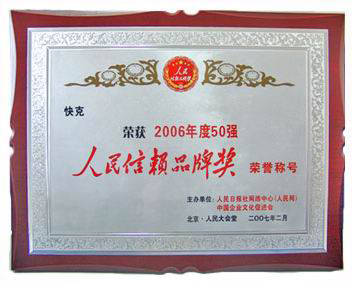 人民
快克
荣获 2006年度50强
人民信赖品牌奖 荣誉称号
主办单位：人民日报社网络中心(人民网)
中国企业文化促进会
北京·人民大会堂 二〇〇七年二月